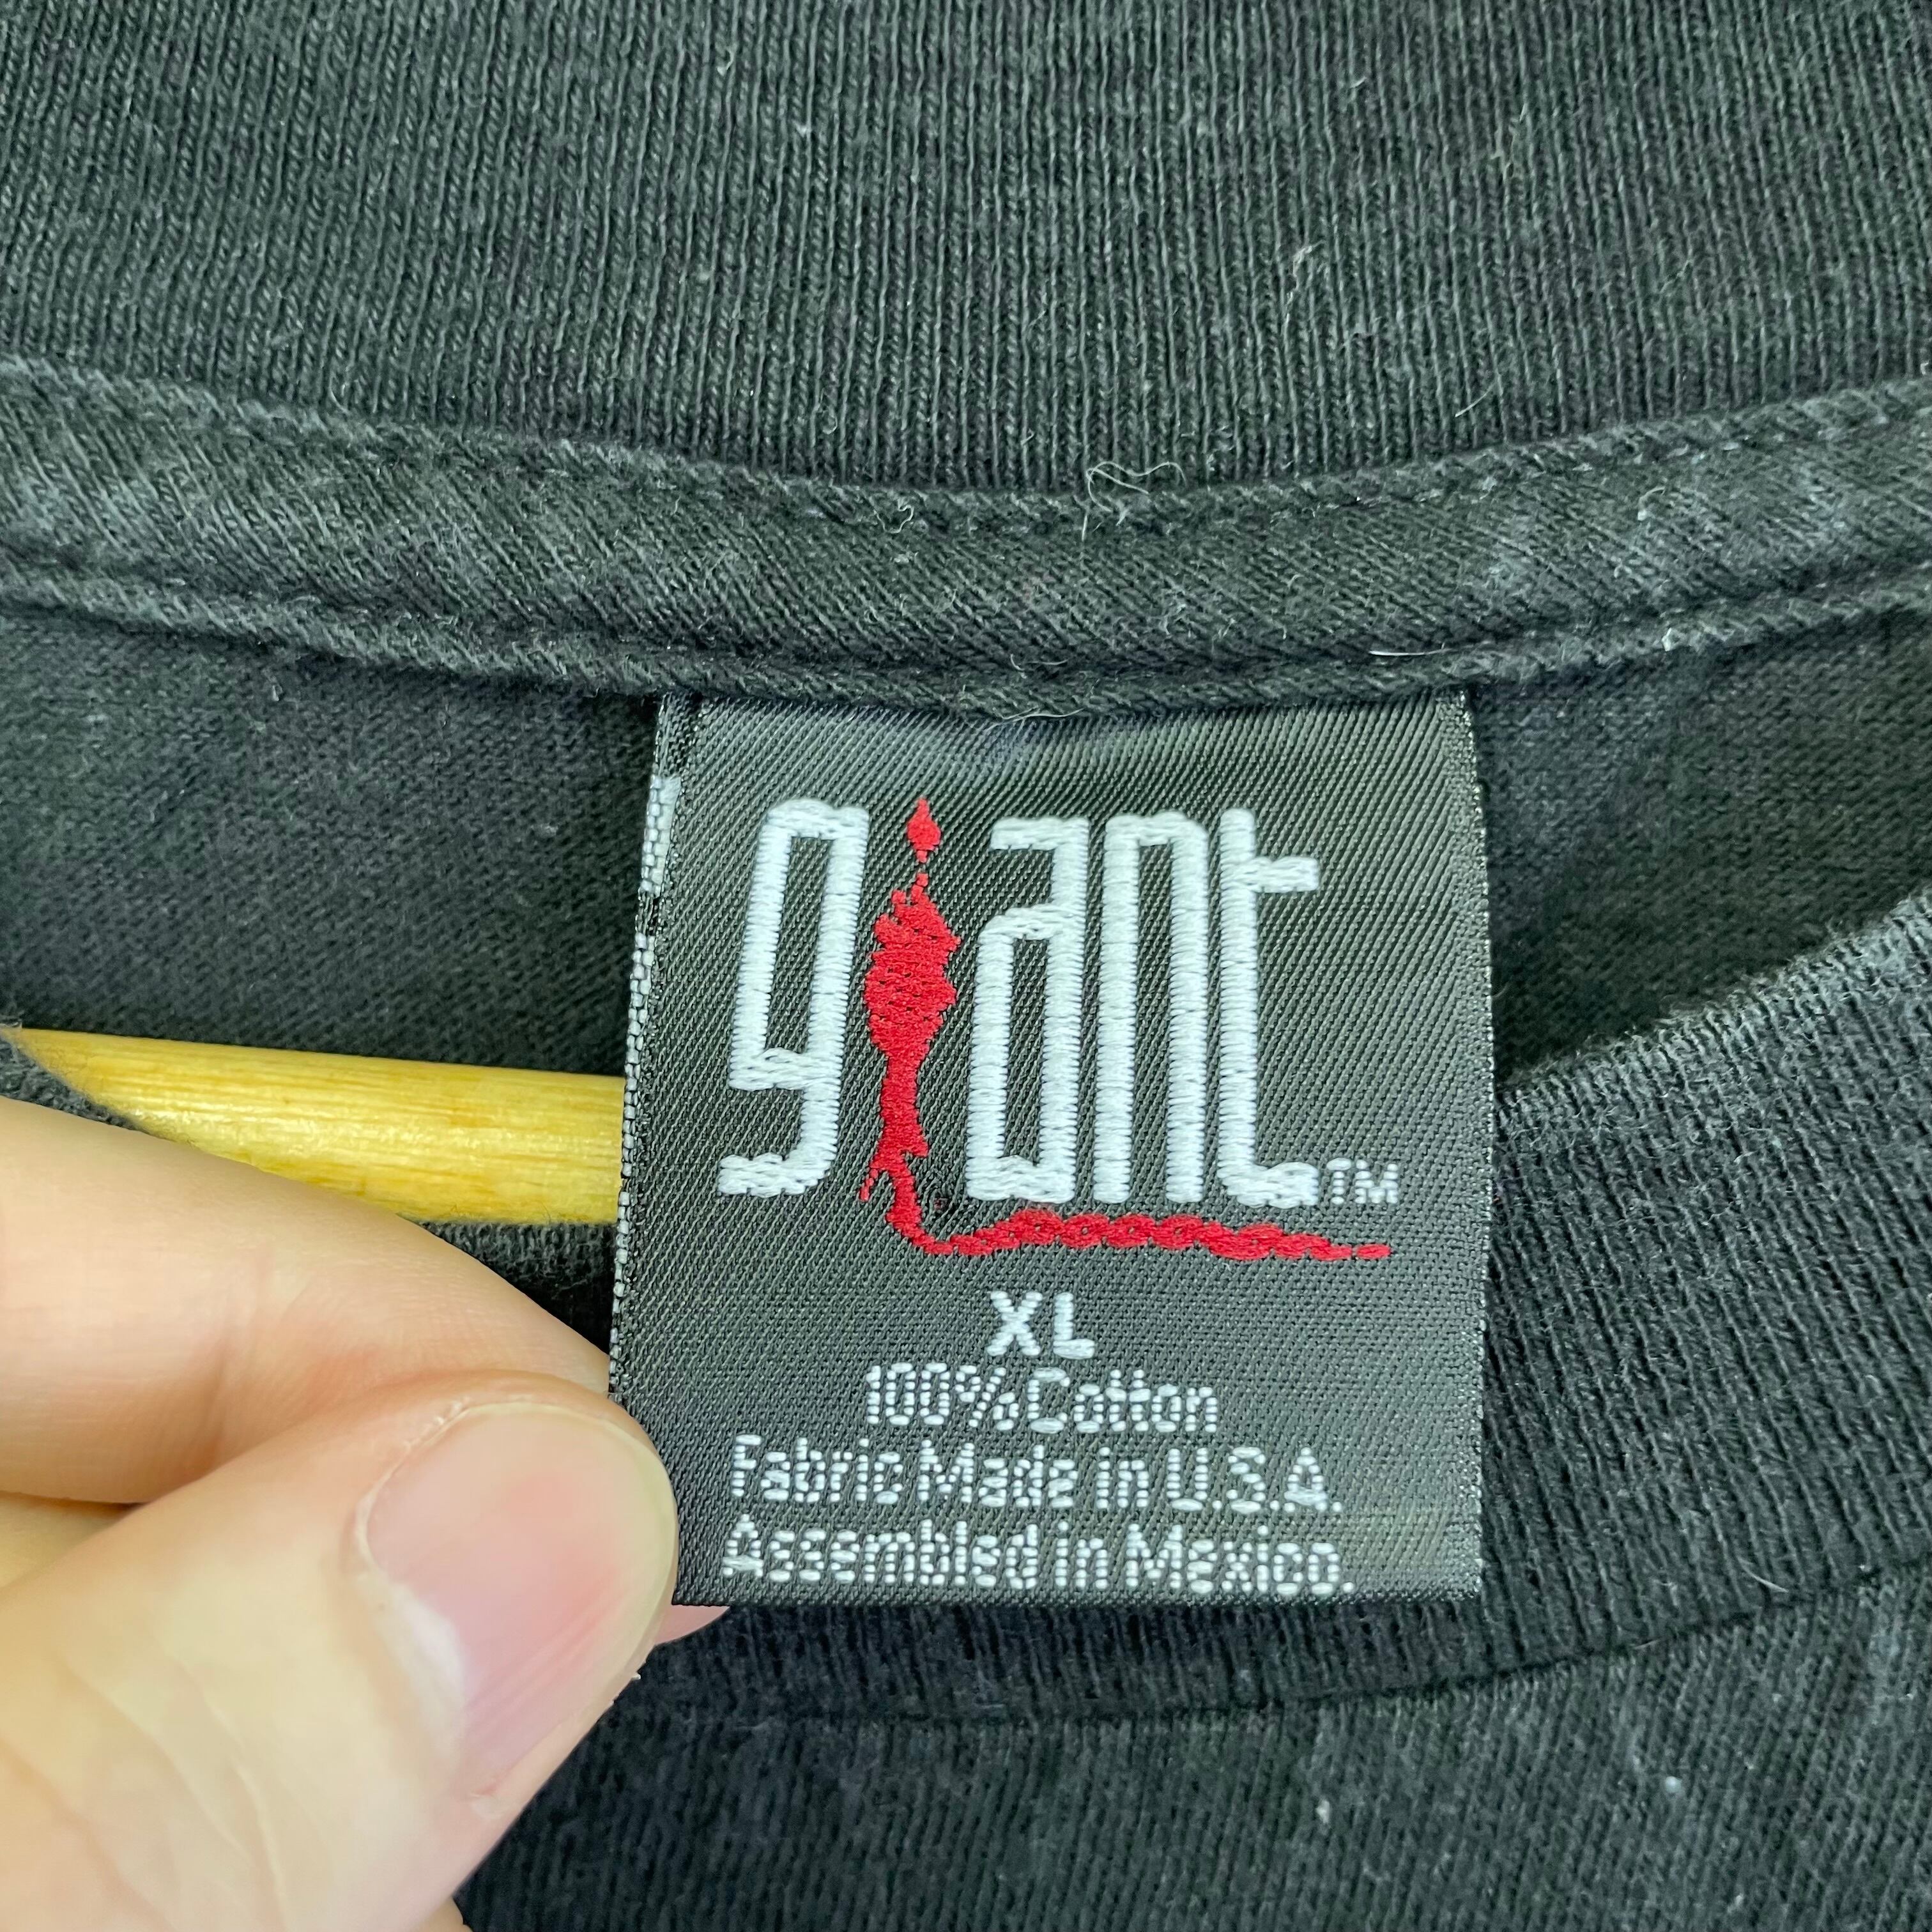 giant™
XL
100% Cotton
Fabric Made in U.S.A.
Assembled in Mexico.